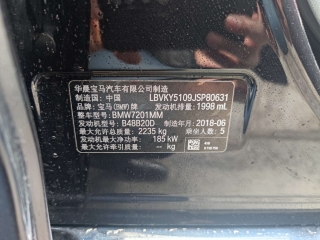 华晨宝马汽车有限公司制造
制造国: 中国 LBVKY5109JSP80631
品牌: 宝马(BMW)牌 发动机排量: 1998 mL
整车型号: BMW7201MM
发动机型号: B48B20D 制造年月: 2018-06
最大允许总质量: 2235 kg 乘坐人数: 5
发动机最大净功率: 185 kW
最大允许牵引质量: -- kg